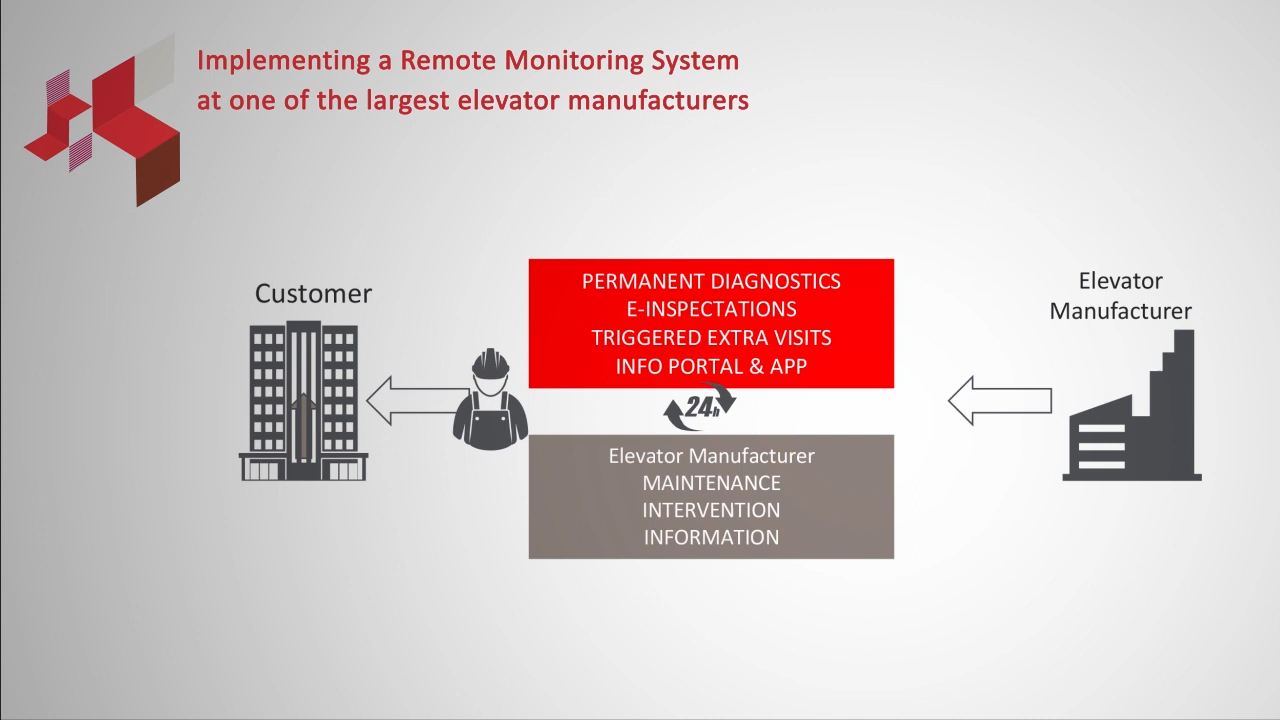 Implementing a Remote Monitoring System
at one of the largest elevator manufacturers
Customer
PERMANENT DIAGNOSTICS
E-INSPECTATIONS
TRIGGERED EXTRA VISITS
INFO PORTAL & APP
24h
Elevator Manufacturer
MAINTENANCE
INTERVENTION
INFORMATION
Elevator
Manufacturer